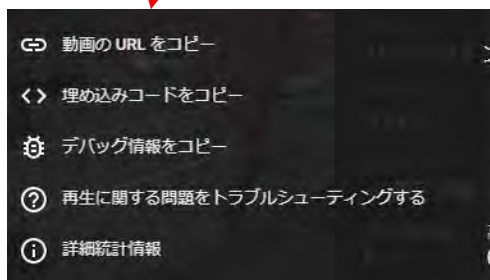 動画の URL をコピー
埋め込みコードをコピー
デバッグ情報をコピー
再生に関する問題をトラブルシューティングする
詳細統計情報